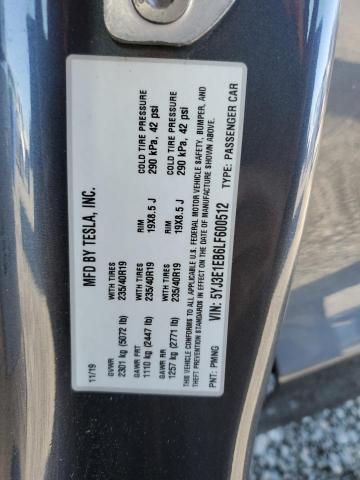 MFD BY TESLA, INC.
11/19
GVWR
2301 kg (5072 lb)
GAWR FRT WITH TIRES RIM COLD TIRE PRESSURE
1110 kg (2447 lb) 235/40R19 19X8.5 J 290 kPa, 42 psi
GAWR RR WITH TIRES RIM COLD TIRE PRESSURE
1257 kg (2771 lb) 235/40R19 19X8.5 J 290 kPa, 42 psi
THIS VEHICLE CONFORMS TO ALL APPLICABLE U.S. FEDERAL MOTOR VEHICLE SAFETY, BUMPER, AND
THEFT PREVENTION STANDARDS IN EFFECT ON THE DATE OF MANUFACTURE SHOWN ABOVE.
VIN: 5YJ3E1EB6LF600512
PNT: PMNG TYPE: PASSENGER CAR